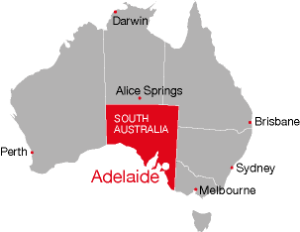 Darwin
Alice Springs
SOUTH
AUSTRALIA
Brisbane
Perth
Adelaide
Sydney
Melbourne